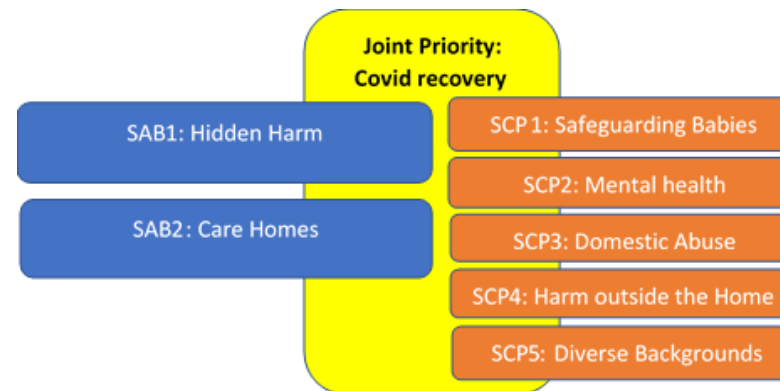 Joint Priority:
Covid recovery
SAB1: Hidden Harm
SAB2: Care Homes
SCP 1: Safeguarding Babies
SCP2: Mental health
SCP3: Domestic Abuse
SCP4: Harm outside the Home
SCP5: Diverse Backgrounds